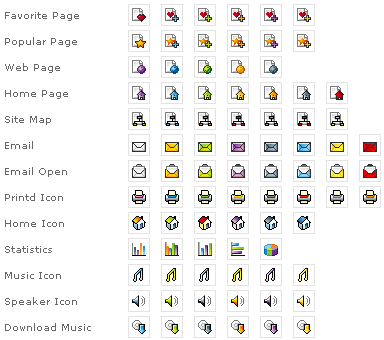 Favorite Page
Popular Page
Web Page
Home Page
Site Map
Email
Email Open
Printd Icon
Home Icon
Statistics
Music Icon
Speaker Icon
Download Music